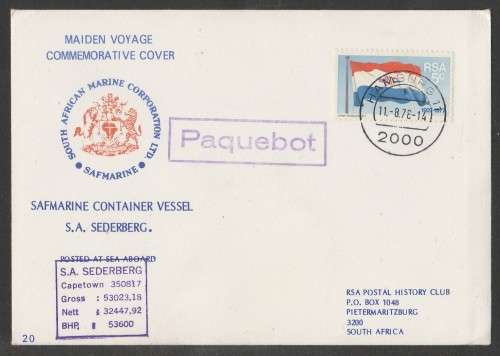 MAIDEN VOYAGE
COMMEMORATIVE COVER
SOUTH AFRICAN MARINE CORPORATION LTD.
• SAFMARINE •
RSA
5c
HAMBURG
11.-8.78-14
2000
Paquebot
SAFMARINE CONTAINER VESSEL
S.A. SEDERBERG.
POSTED AT SEA ABOARD
S.A. SEDERBERG
Capetown 350817
Gross : 53023,18
Nett : 32447,92
BHP, : 53600
RSA POSTAL HISTORY CLUB
P.O. BOX 1048
PIETERMARITZBURG
3200
SOUTH AFRICA
20